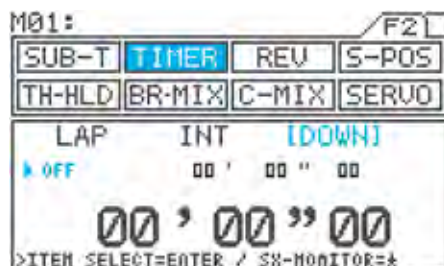 M01: F2
SUB-T TIMER REV S-POS
TH-HLD BR-MIX C-MIX SERVO
LAP INT [DOWN]
OFF 00 ' 00 " 00
00 ’ 00 ” 00
>ITEM SELECT=ENTER / SX-MONITOR=